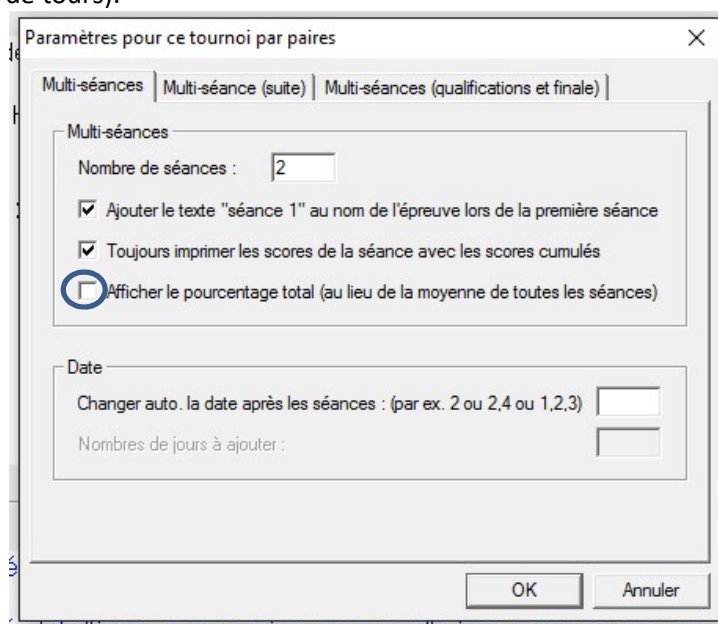 de tours).
Paramètres pour ce tournoi par paires
Multi-séances
Multi-séance (suite)
Multi-séances (qualifications et finale)
Multi-séances
Nombre de séances :
2
Ajouter le texte "séance 1" au nom de l'épreuve lors de la première séance
Toujours imprimer les scores de la séance avec les scores cumulés
Afficher le pourcentage total (au lieu de la moyenne de toutes les séances)
Date
Changer auto. la date après les séances : (par ex. 2 ou 2,4 ou 1,2,3)
Nombres de jours à ajouter :
OK
Annuler